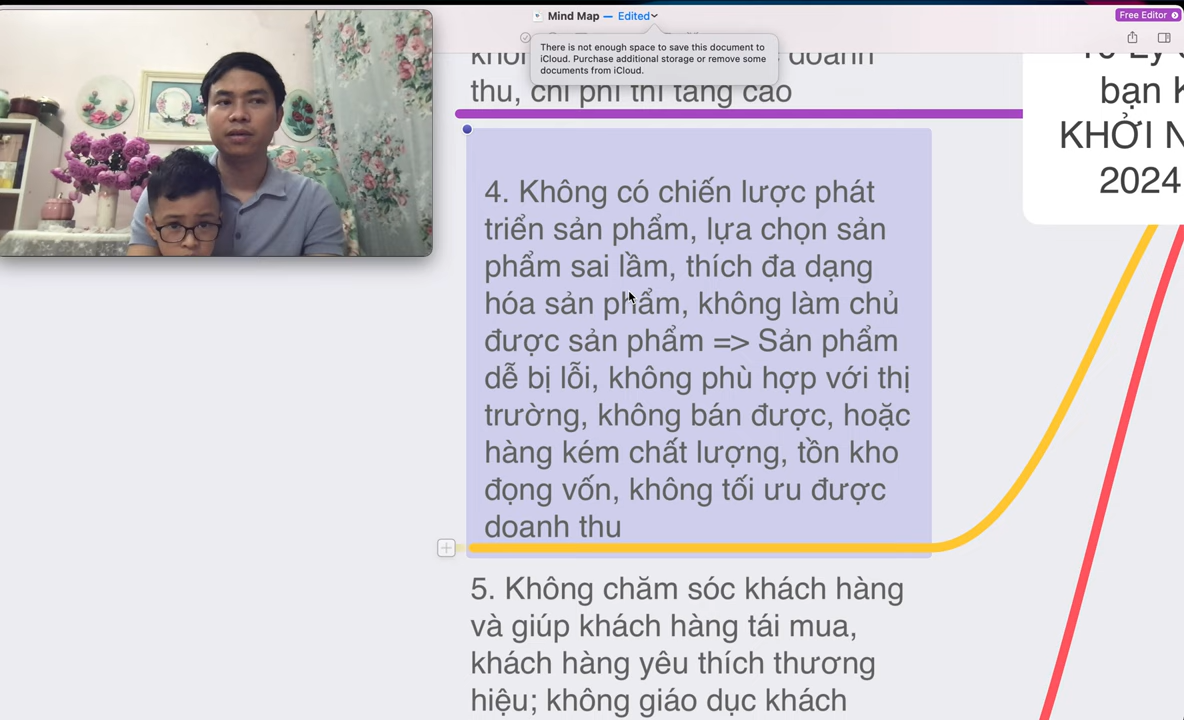 Mind Map — Edited
Free Editor
There is not enough space to save this document to
iCloud. Purchase additional storage or remove some
documents from iCloud.
doanh
thu, chi phí thì tăng cao
bạn
KHỞI
2024
4. Không có chiến lược phát
triển sản phẩm, lựa chọn sản
phẩm sai lầm, thích đa dạng
hóa sản phẩm, không làm chủ
được sản phẩm => Sản phẩm
dễ bị lỗi, không phù hợp với thị
trường, không bán được, hoặc
hàng kém chất lượng, tồn kho
đọng vốn, không tối ưu được
doanh thu
5. Không chăm sóc khách hàng
và giúp khách hàng tái mua,
khách hàng yêu thích thương
hiệu; không giáo dục khách